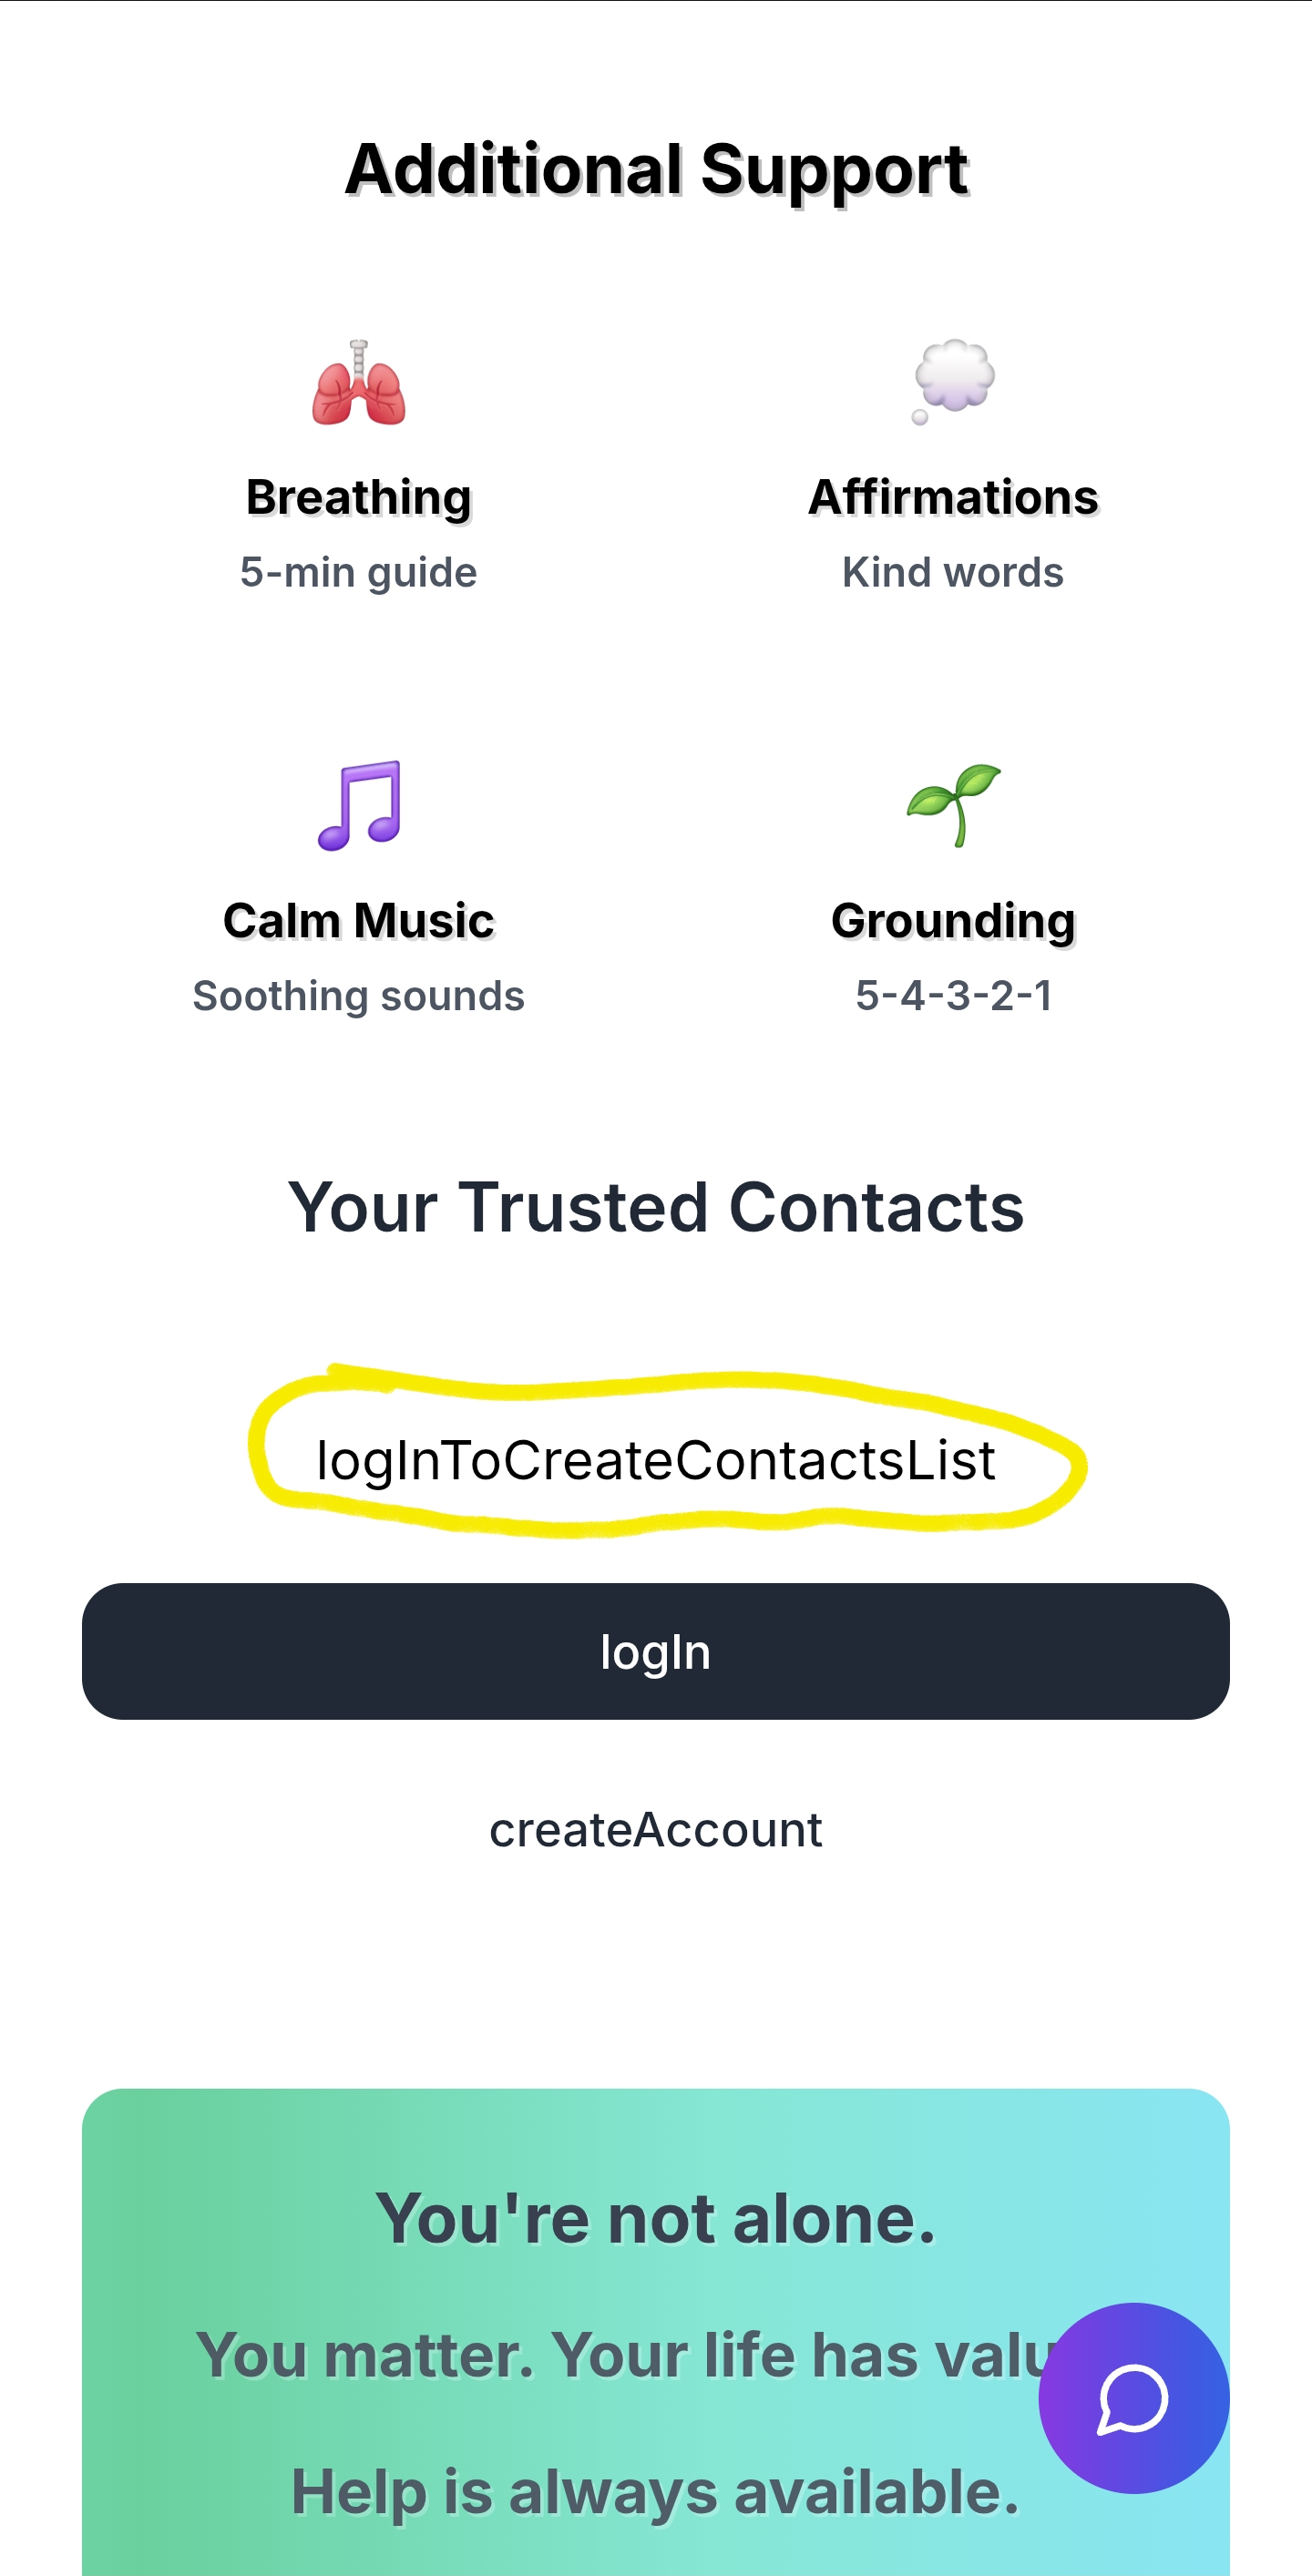 Additional Support
Breathing
Affirmations
5-min guide
Kind words
Calm Music
Grounding
Soothing sounds
5-4-3-2-1
Your Trusted Contacts
logInToCreateContactsList
logIn
createAccount
You're not alone.
You matter. Your life has valu
Help is always available.